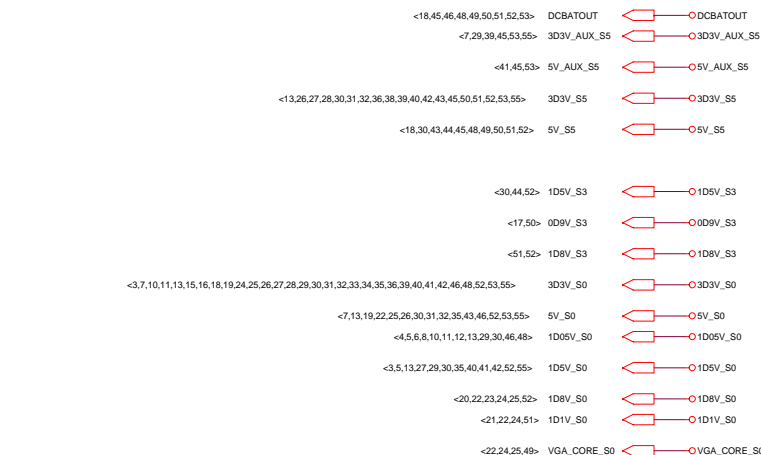 <18,45,46,48,49,50,51,52,53> DCBATOUT DCBATOUT
<7,29,39,45,53,55> 3D3V_AUX_S5 3D3V_AUX_S5
<41,45,53> 5V_AUX_S5 5V_AUX_S5
<13,26,27,28,30,31,32,36,38,39,40,42,43,45,50,51,52,53,55> 3D3V_S5 3D3V_S5
<18,30,43,44,45,48,49,50,51,52> 5V_S5 5V_S5
<30,44,52> 1D5V_S3 1D5V_S3
<17,50> 0D9V_S3 0D9V_S3
<51,52> 1D8V_S3 1D8V_S3
<3,7,10,11,13,15,16,18,19,24,25,26,27,28,29,30,31,32,33,34,35,36,39,40,41,42,46,48,52,53,55> 3D3V_S0 3D3V_S0
<7,13,19,22,25,26,30,31,32,35,43,46,52,53,55> 5V_S0 5V_S0
<4,5,6,8,10,11,12,13,29,30,46,48> 1D05V_S0 1D05V_S0
<3,5,13,27,29,30,35,40,41,42,52,55> 1D5V_S0 1D5V_S0
<20,22,23,24,25,52> 1D8V_S0 1D8V_S0
<21,22,24,51> 1D1V_S0 1D1V_S0
<22,24,25,49> VGA_CORE_S0 VGA_CORE_S0